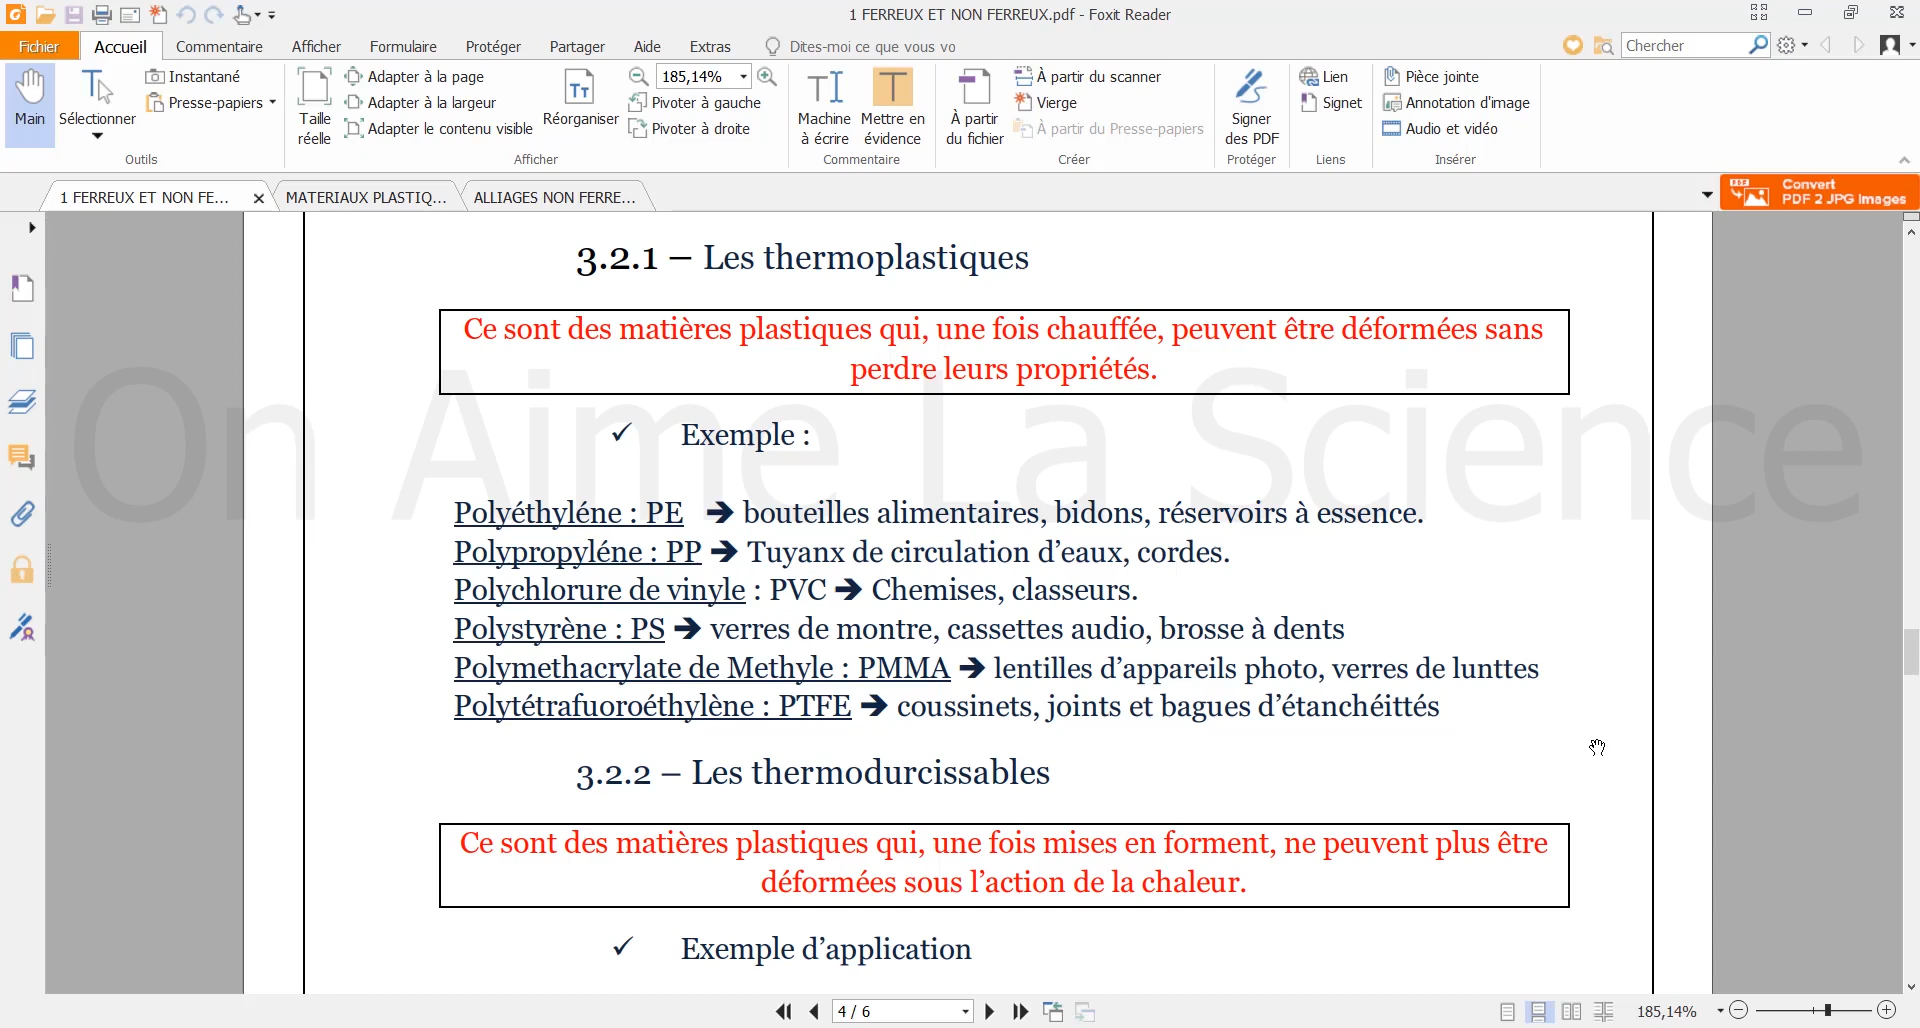 1 FERREUX ET NON FERREUX.pdf - Foxit Reader
Fichier Accueil Commentaire Afficher Formulaire Protéger Partager Aide Extras Dites-moi ce que vous vo Chercher
Main
Sélectionner
Instantané
Presse-papiers
Outils
Taille réelle
Adapter à la page
Adapter à la largeur
Adapter le contenu visible
Réorganiser
185,14%
Pivoter à gauche
Pivoter à droite
Afficher
Machine à écrire
Mettre en évidence
Commentaire
À partir du fichier
À partir du scanner
Vierge
À partir du Presse-papiers
Créer
Signer des PDF
Protéger
Lien
Signet
Liens
Pièce jointe
Annotation d'image
Audio et vidéo
Insérer
1 FERREUX ET NON FE... MATERIAUX PLASTIQ... ALLIAGES NON FERRE...
PDF Convert
PDF 2 JPG Images
3.2.1 – Les thermoplastiques
Ce sont des matières plastiques qui, une fois chauffée, peuvent être déformées sans
perdre leurs propriétés.
On Aime La Science
✓ Exemple :
Polyéthyléne : PE ➔ bouteilles alimentaires, bidons, réservoirs à essence.
Polypropyléne : PP ➔ Tuyanx de circulation d’eaux, cordes.
Polychlorure de vinyle : PVC ➔ Chemises, classeurs.
Polystyrène : PS ➔ verres de montre, cassettes audio, brosse à dents
Polymethacrylate de Methyle : PMMA ➔ lentilles d’appareils photo, verres de lunttes
Polytétrafuoroéthylène : PTFE ➔ coussinets, joints et bagues d’étanchéittés
3.2.2 – Les thermodurcissables
Ce sont des matières plastiques qui, une fois mises en forment, ne peuvent plus être
déformées sous l’action de la chaleur.
✓ Exemple d’application
4 / 6
185,14%